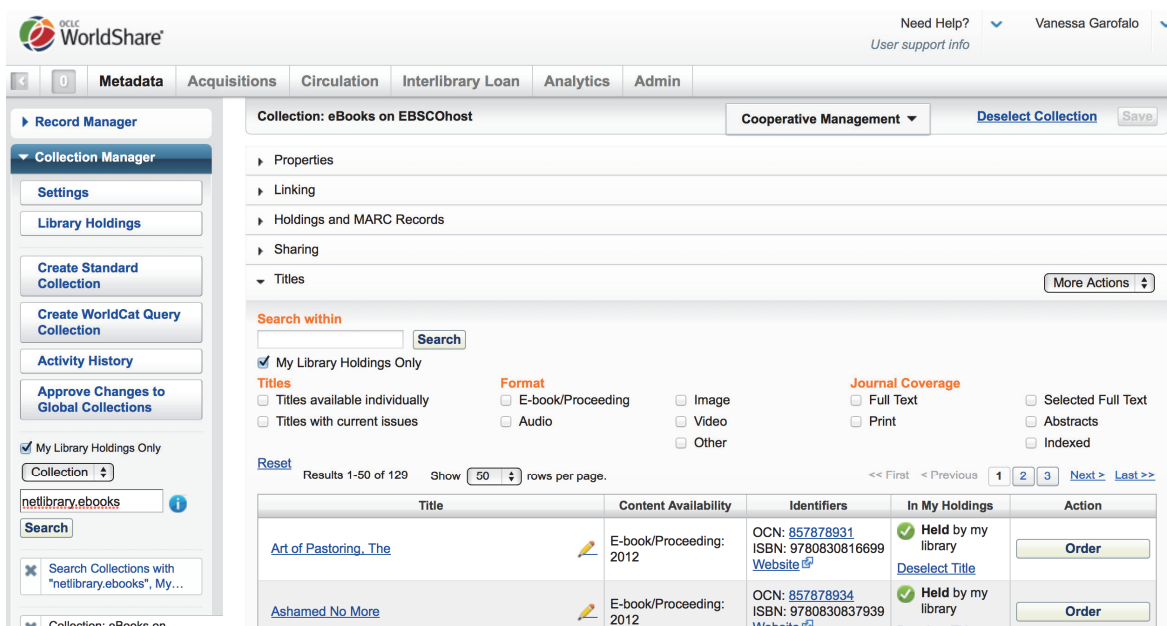 OCLC
WorldShare®
Need Help?
Vanessa Garofalo
User support info
0
Metadata
Acquisitions
Circulation
Interlibrary Loan
Analytics
Admin
Record Manager
Collection Manager
Settings
Library Holdings
Create Standard
Collection
Create WorldCat Query
Collection
Activity History
Approve Changes to
Global Collections
My Library Holdings Only
Collection
netlibrary.ebooks
Search
Search Collections with
"netlibrary.ebooks", My...
Collection: eBooks on
Collection: eBooks on EBSCOhost
Cooperative Management
Deselect Collection
Save
Properties
Linking
Holdings and MARC Records
Sharing
Titles
More Actions
Search within
Search
My Library Holdings Only
Titles
Titles available individually
Titles with current issues
Format
E-book/Proceeding
Audio
Image
Video
Other
Journal Coverage
Full Text
Print
Selected Full Text
Abstracts
Indexed
Reset
Results 1-50 of 129 Show 50 rows per page.
<< First < Previous 1 2 3 Next > Last >>
Title Content Availability Identifiers In My Holdings Action
Art of Pastoring, The
E-book/Proceeding:
2012
OCN: 857878931
ISBN: 9780830816699
Website
Held by my
library
Deselect Title
Order
Ashamed No More
E-book/Proceeding:
2012
OCN: 857878934
ISBN: 9780830837939
Website
Held by my
library
Order